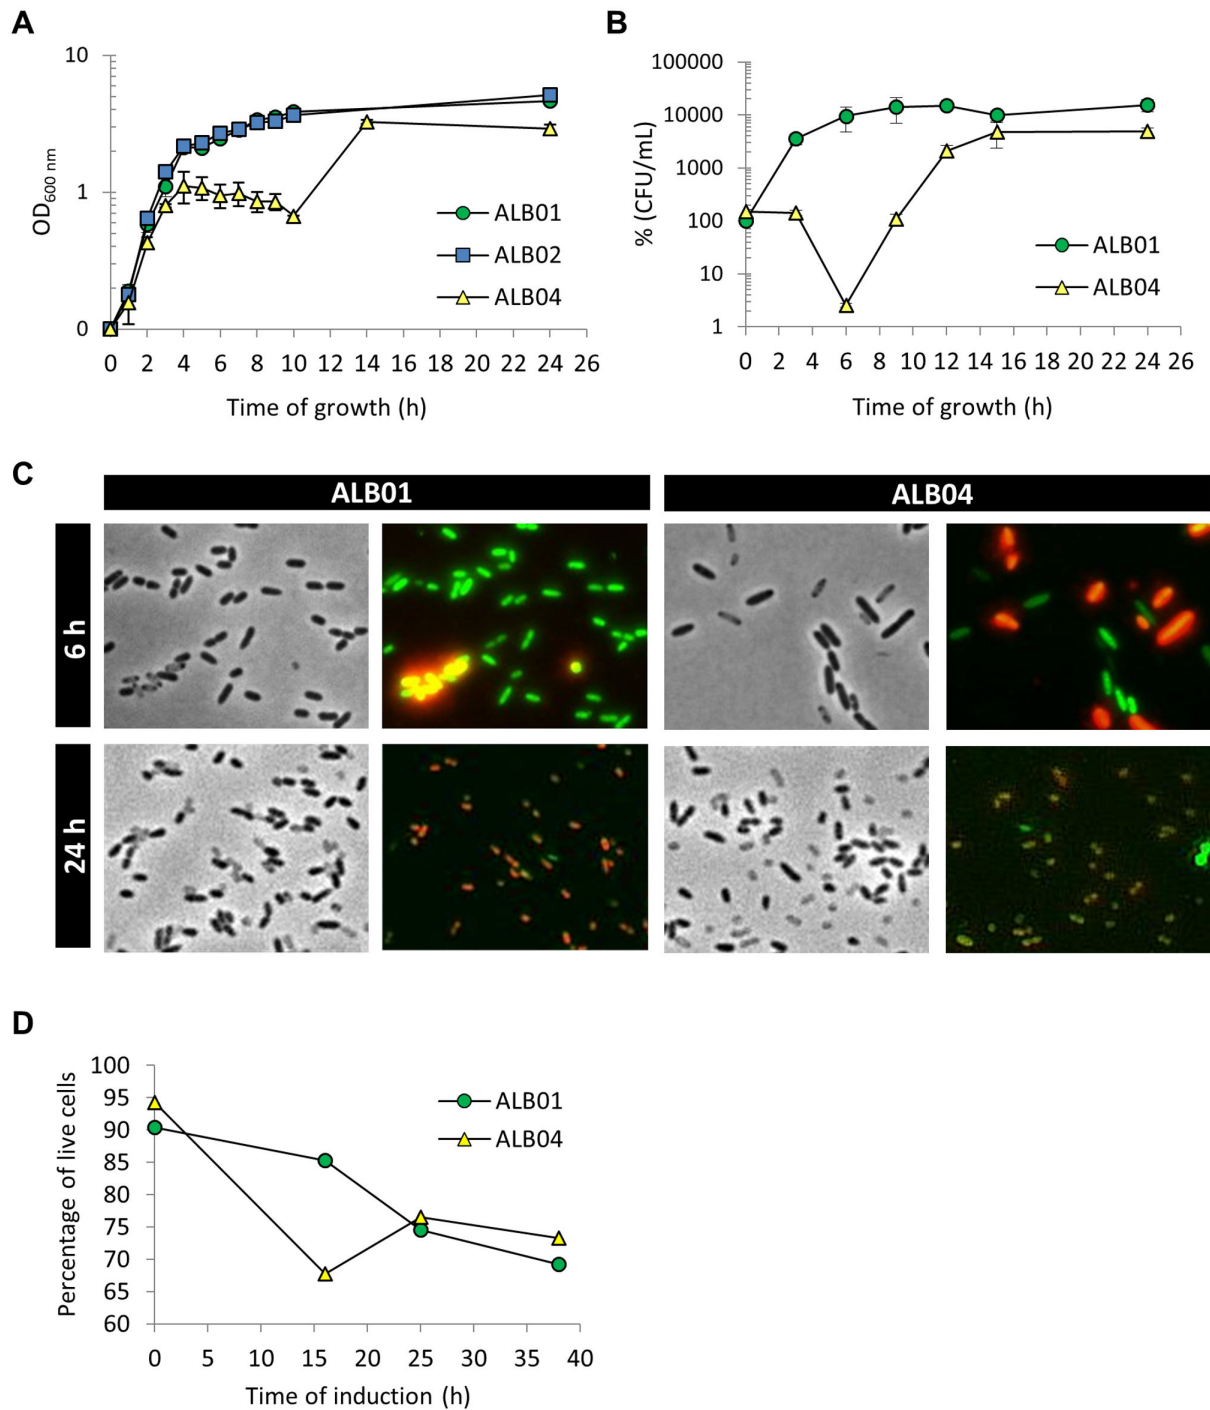 A
10
1
0
OD600 nm
ALB01
ALB02
ALB04
0 2 4 6 8 10 12 14 16 18 20 22 24 26
Time of growth (h)
B
100000
10000
1000
100
10
1
% (CFU/mL)
ALB01
ALB04
0 2 4 6 8 10 12 14 16 18 20 22 24 26
Time of growth (h)
C
ALB01
ALB04
6 h
24 h
D
100
95
90
85
80
75
70
65
60
Percentage of live cells
ALB01
ALB04
0 5 10 15 20 25 30 35 40
Time of induction (h)